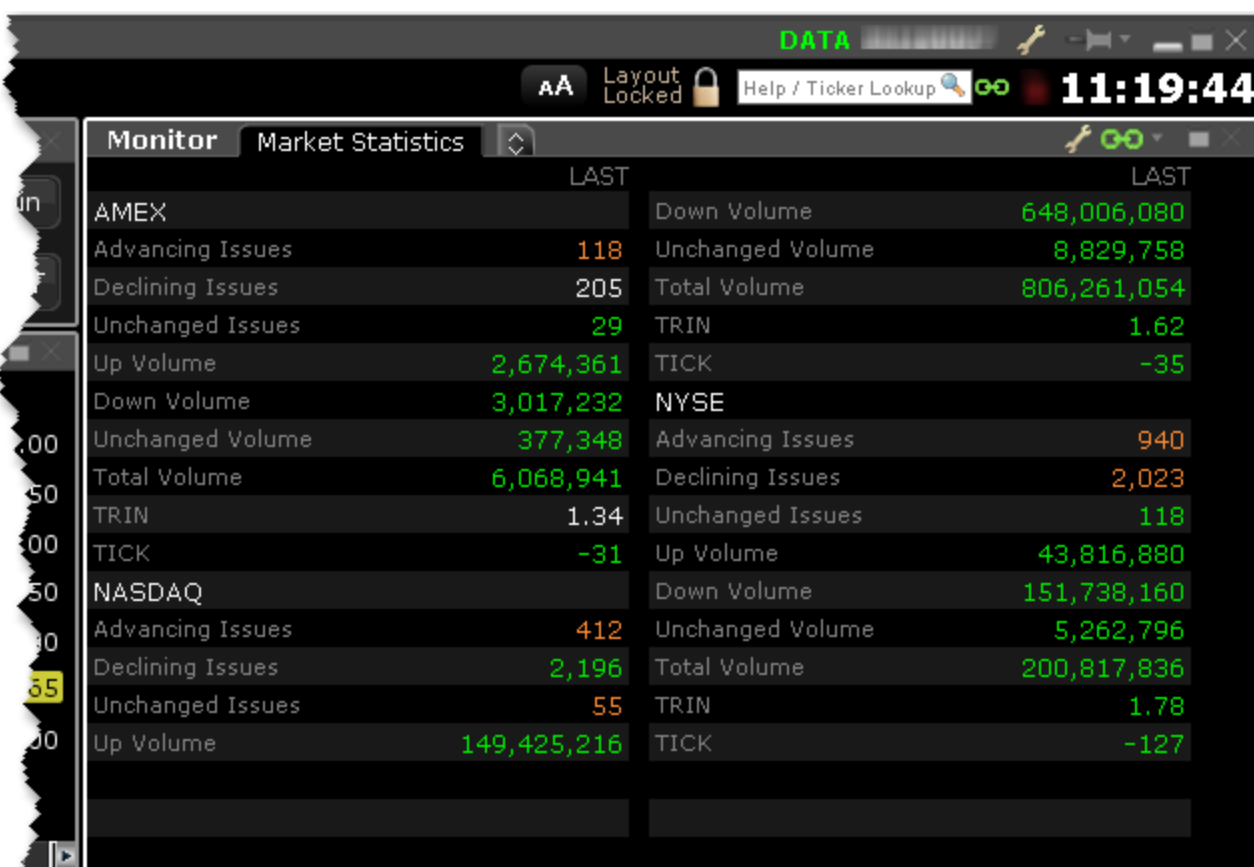 DATA
AA Layout Locked Help / Ticker Lookup 11:19:44
Monitor Market Statistics
LAST
AMEX
Advancing Issues 118
Declining Issues 205
Unchanged Issues 29
Up Volume 2,674,361
Down Volume 3,017,232
Unchanged Volume 377,348
Total Volume 6,068,941
TRIN 1.34
TICK -31
NASDAQ
Advancing Issues 412
Declining Issues 2,196
Unchanged Issues 55
Up Volume 149,425,216
LAST
Down Volume 648,006,080
Unchanged Volume 8,829,758
Total Volume 806,261,054
TRIN 1.62
TICK -35
NYSE
Advancing Issues 940
Declining Issues 2,023
Unchanged Issues 118
Up Volume 43,816,880
Down Volume 151,738,160
Unchanged Volume 5,262,796
Total Volume 200,817,836
TRIN 1.78
TICK -127